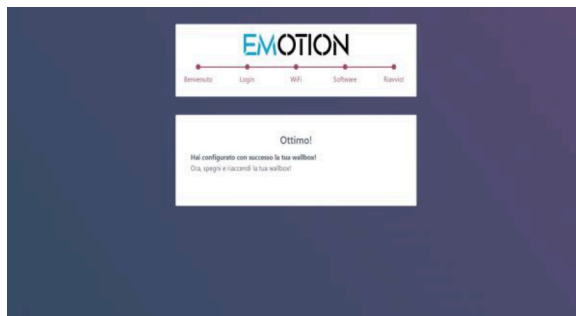 EMOTION
Benvenuto Login WiFi Software Riavvio!
Ottimo!
Hai configurato con successo la tua wallbox!
Ora, spegni e riaccendi la tua wallbox!